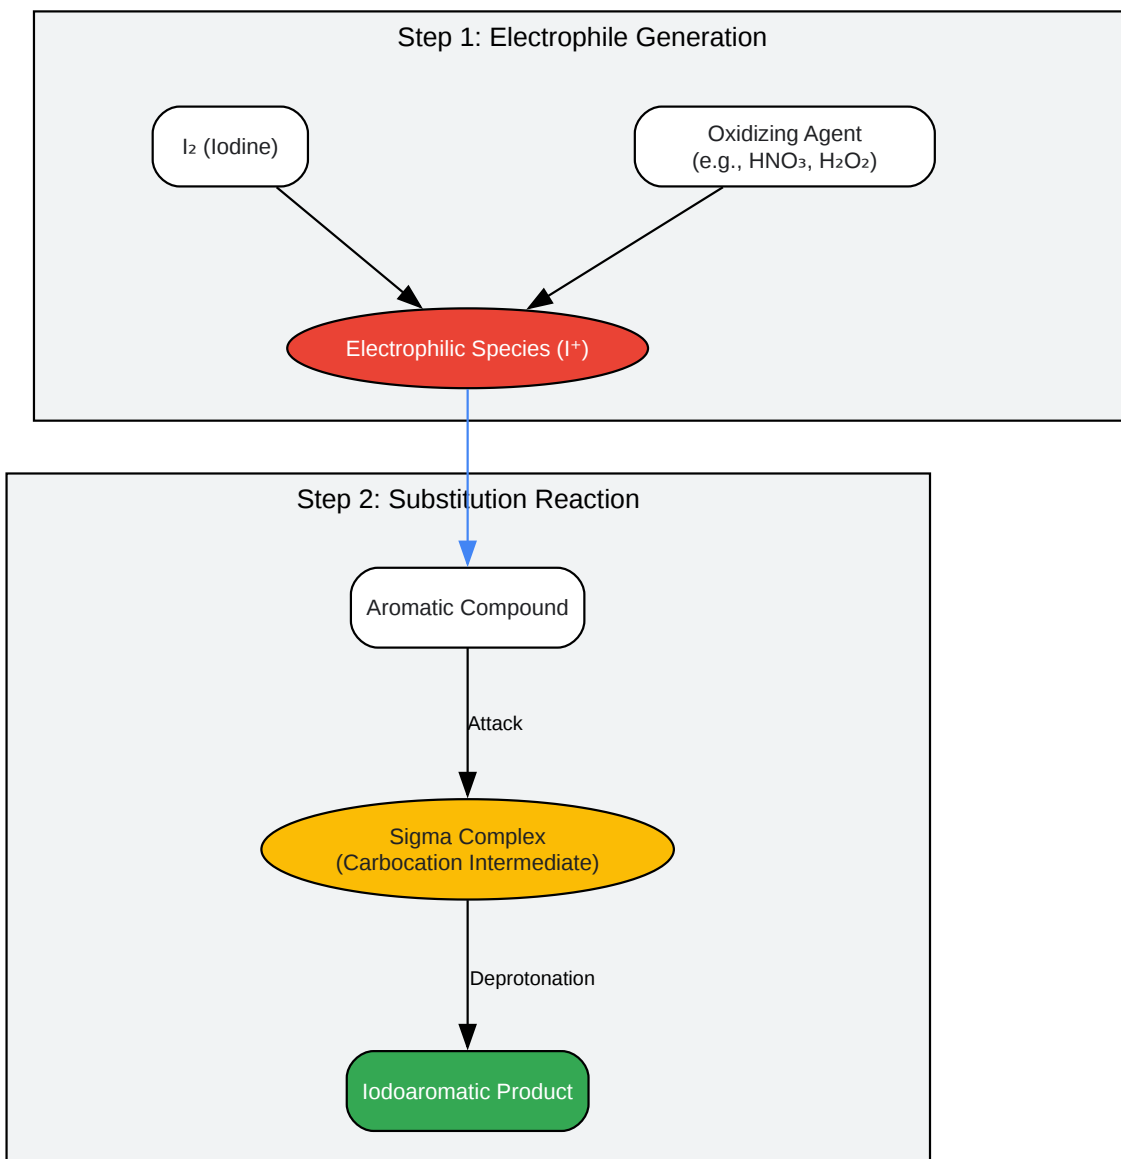 Step 1: Electrophile Generation
I₂ (Iodine)
Oxidizing Agent
(e.g., HNO₃, H₂O₂)
Electrophilic Species (I⁺)
Step 2: Substitution Reaction
Aromatic Compound
Attack
Sigma Complex
(Carbocation Intermediate)
Deprotonation
Iodoaromatic Product